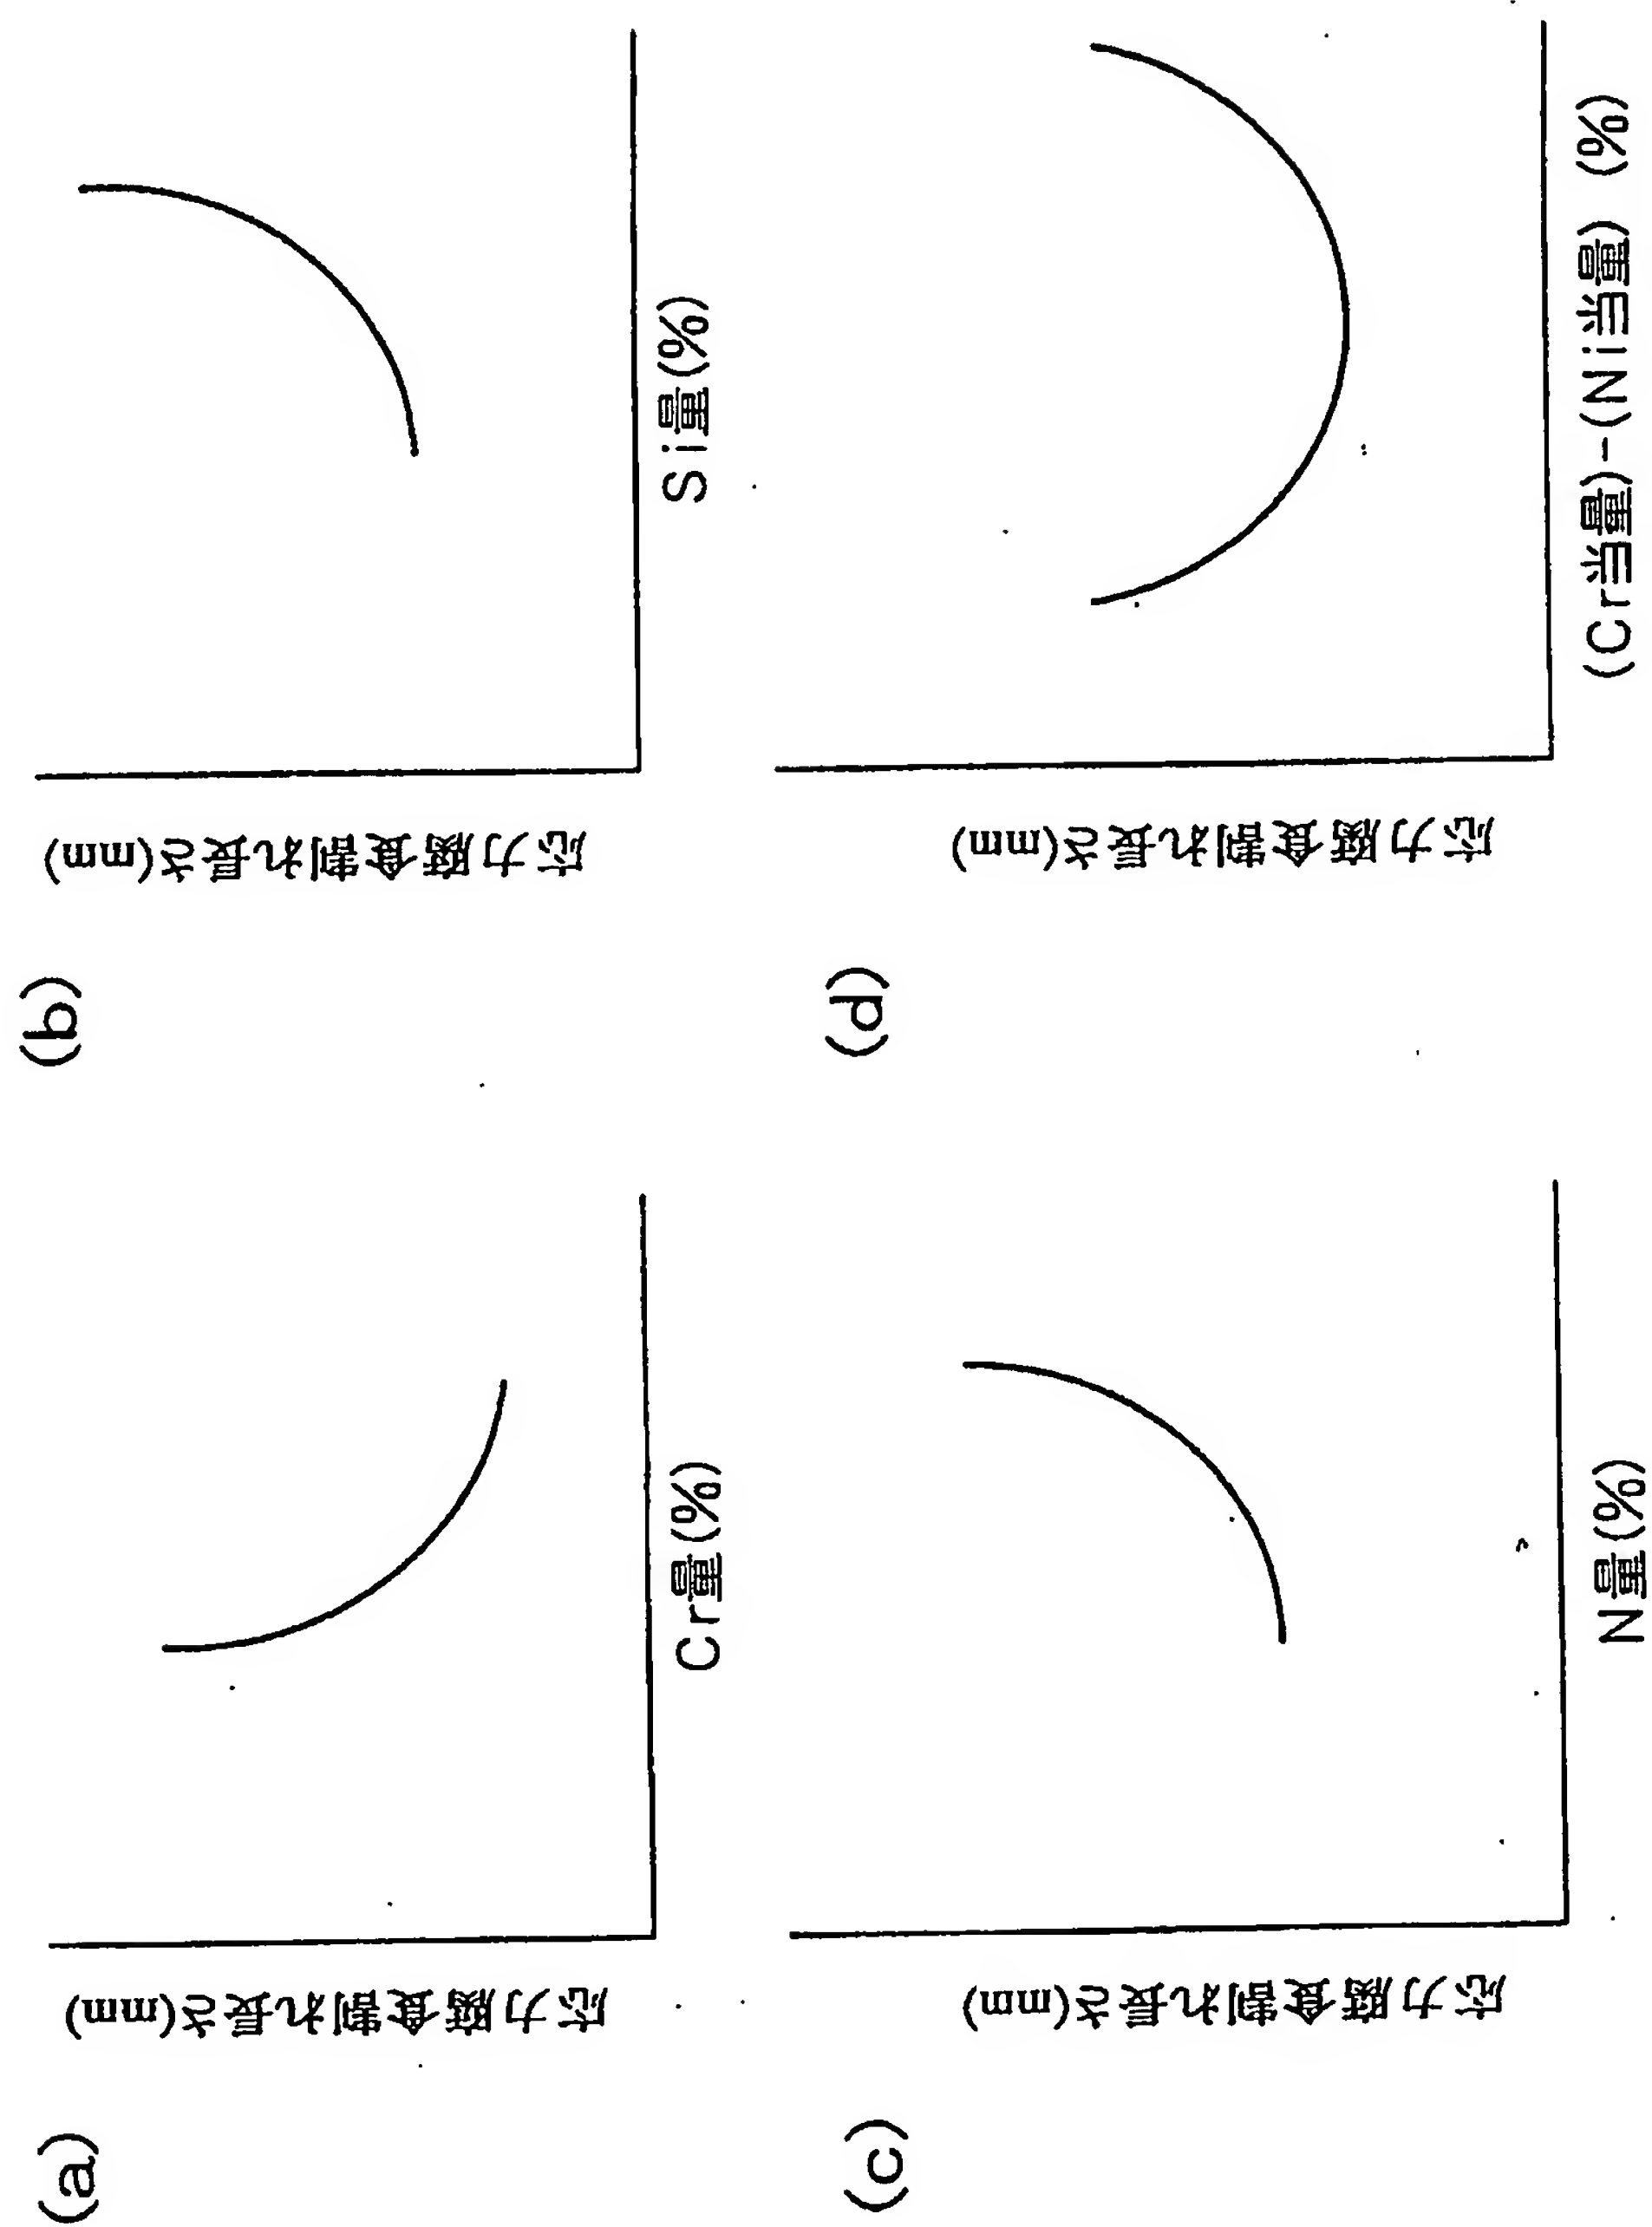 (a)
応力腐食割れ長さ(mm)
Cr量(%)
(b)
応力腐食割れ長さ(mm)
Si量(%)
(c)
応力腐食割れ長さ(mm)
N量(%)
(d)
応力腐食割れ長さ(mm)
(Cr当量)-(Ni当量) (%)